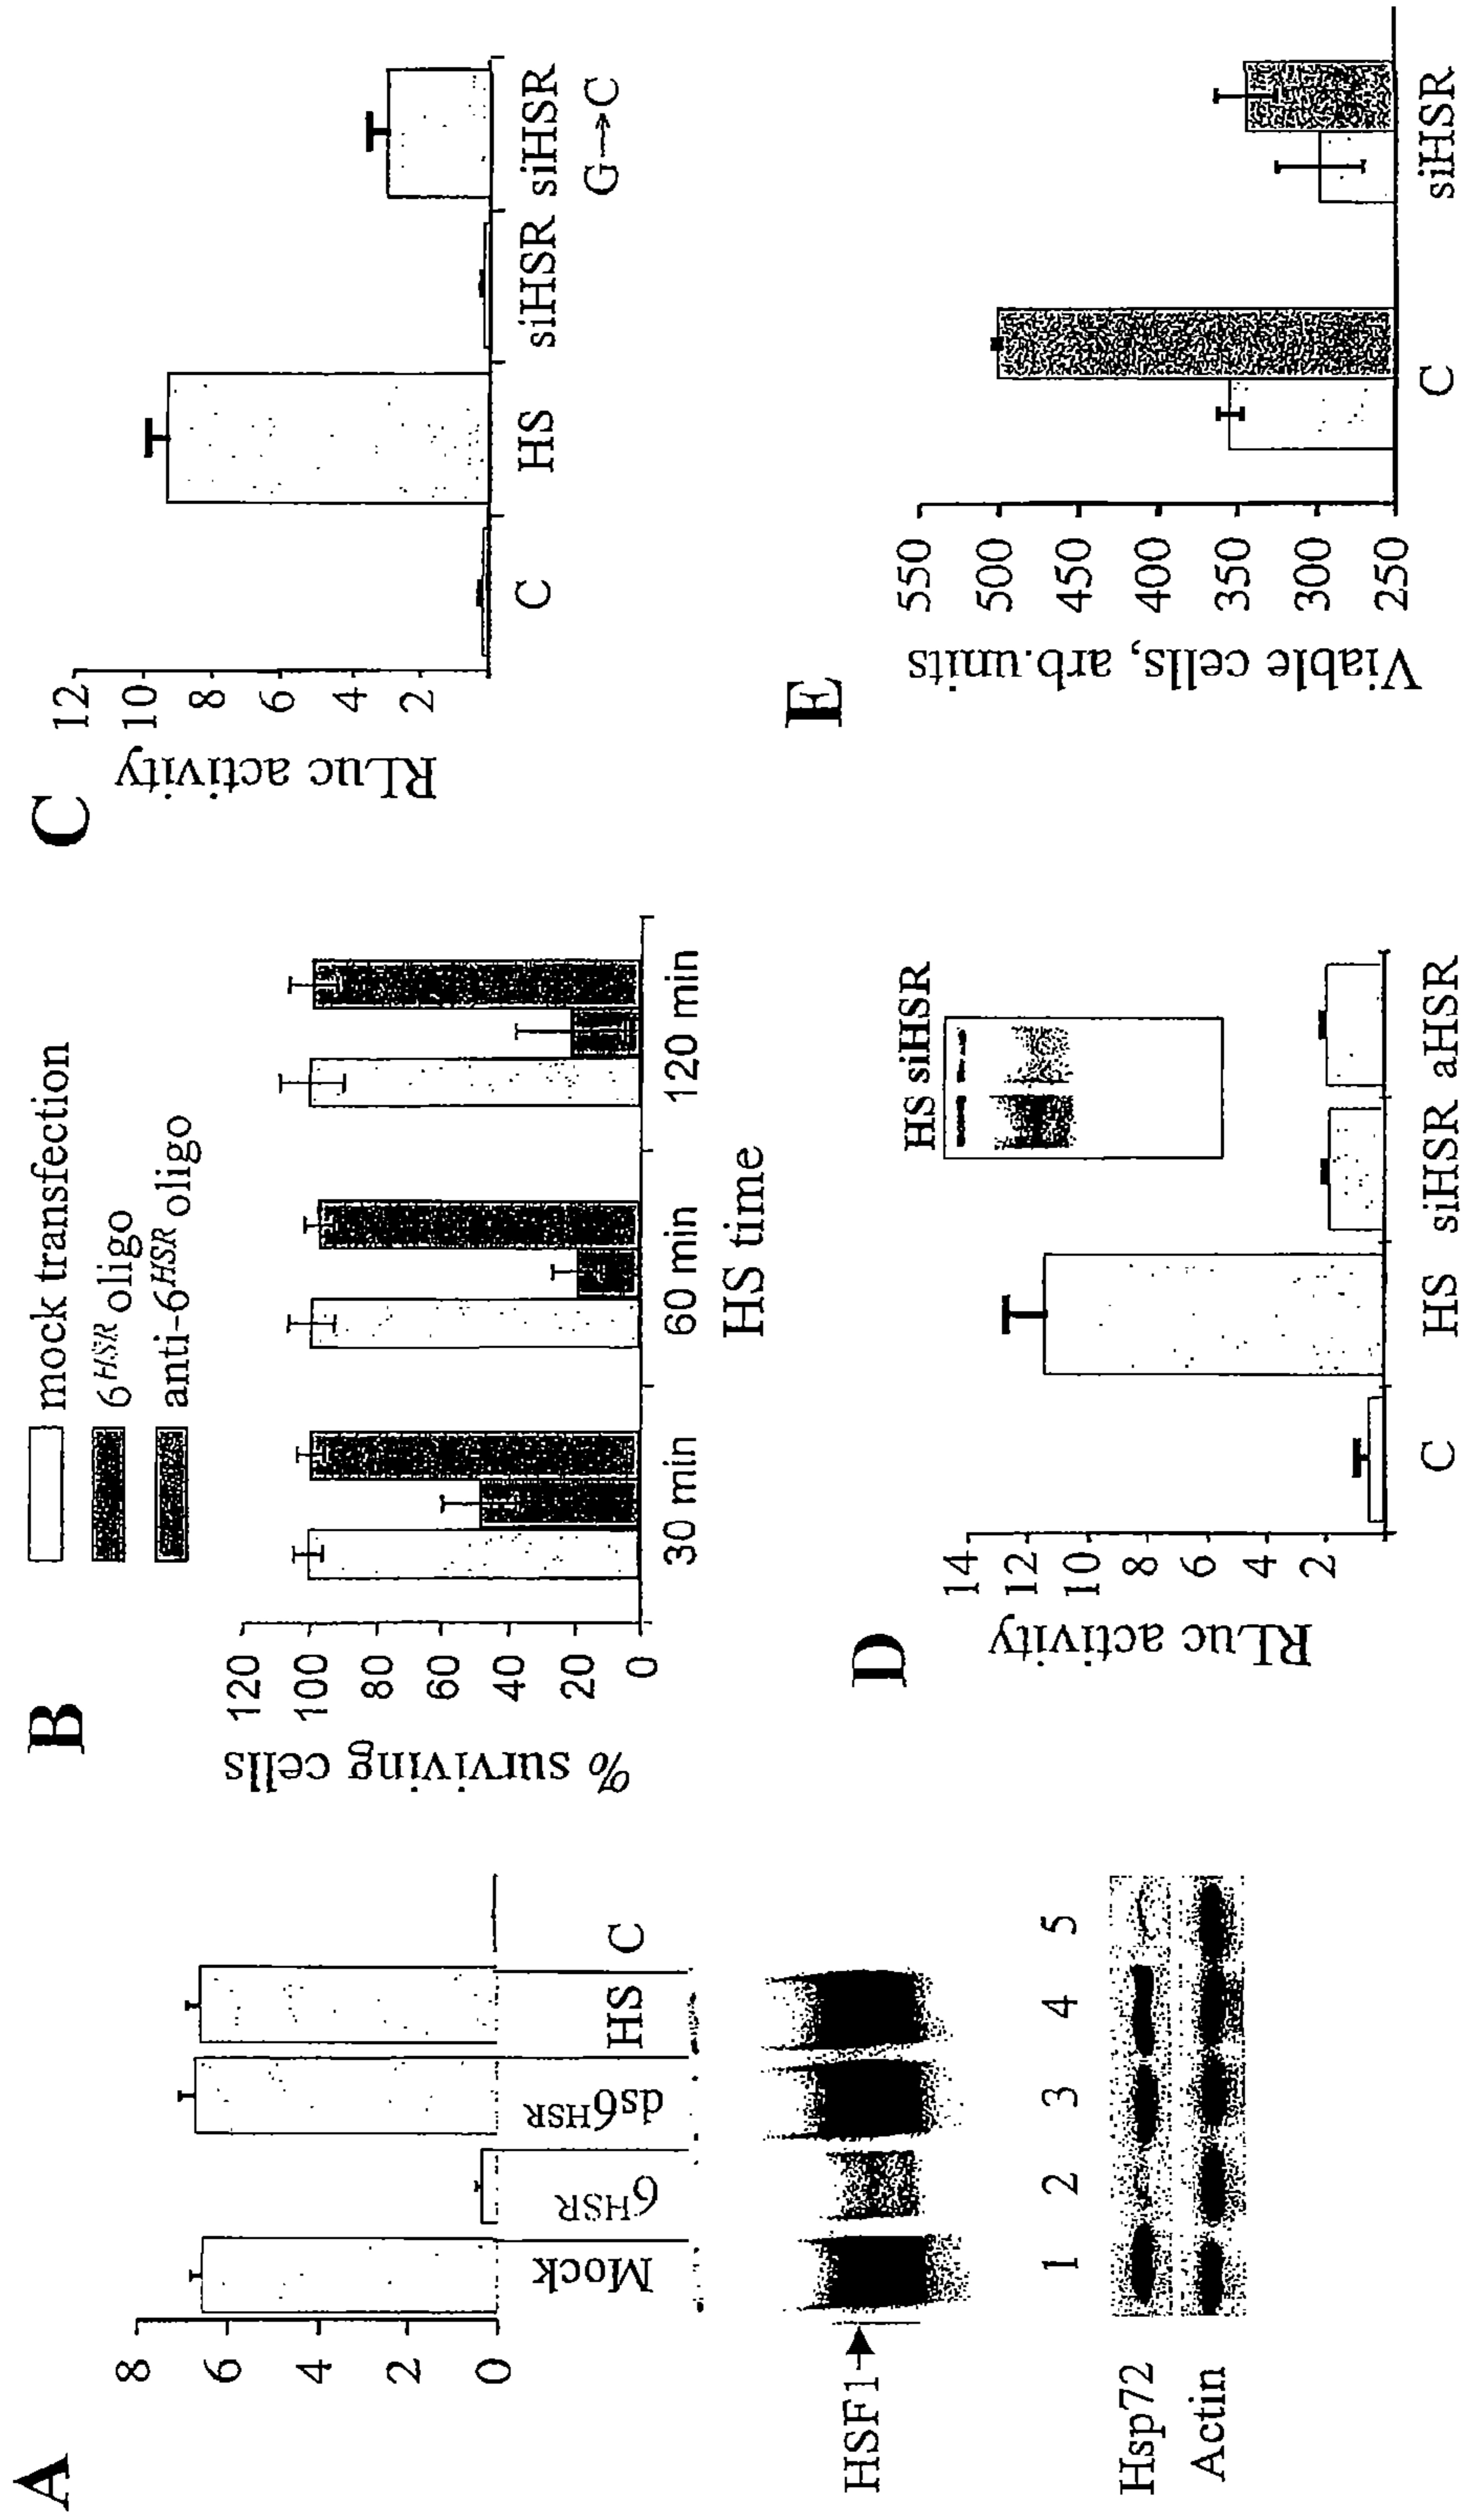 A
8
6
4
2
0
Mock
6HSR
ds6HSR
HS
C
HSF1
1 2 3 4 5
Hsp72
Actin
B
mock transfection
6HSR oligo
anti-6HSR oligo
% surviving cells
120
100
80
60
40
20
0
30 min 60 min 120 min
HS time
C
RLuc activity
12
10
8
6
4
2
C HS siHSR siHSR
G→C
D
RLuc activity
14
12
10
8
6
4
2
HS siHSR
C HS siHSR aHSR
E
Viable cells, arb.units
550
500
450
400
350
300
250
C siHSR